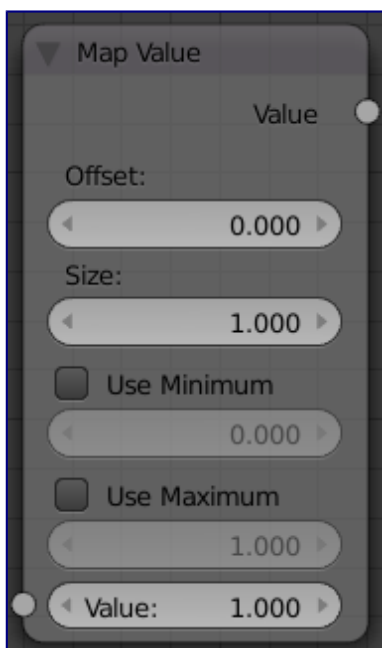 Map Value
Value
Offset:
0.000
Size:
1.000
Use Minimum
0.000
Use Maximum
1.000
Value: 1.000